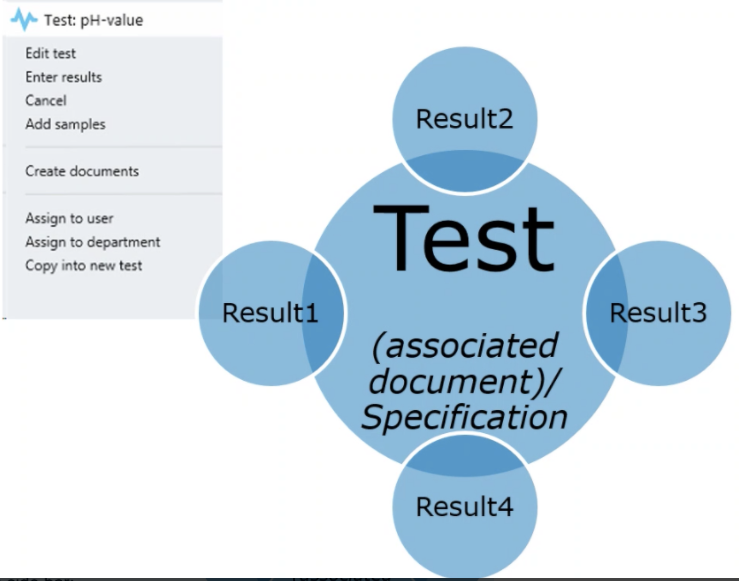 Test: pH-value
Edit test
Enter results
Cancel
Add samples
Create documents
Assign to user
Assign to department
Copy into new test
Result2
Test
Result1
Result3
(associated
document)/
Specification
Result4